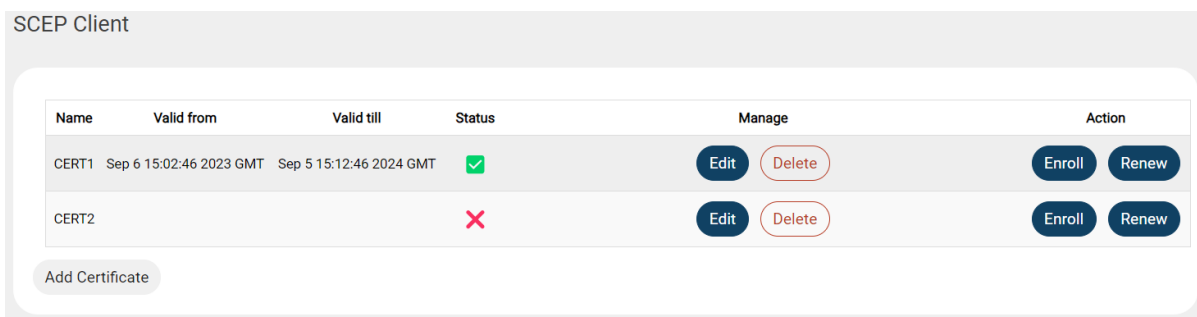 SCEP Client
Name Valid from Valid till Status Manage Action
CERT1 Sep 6 15:02:46 2023 GMT Sep 5 15:12:46 2024 GMT Edit Delete Enroll Renew
CERT2 Edit Delete Enroll Renew
Add Certificate